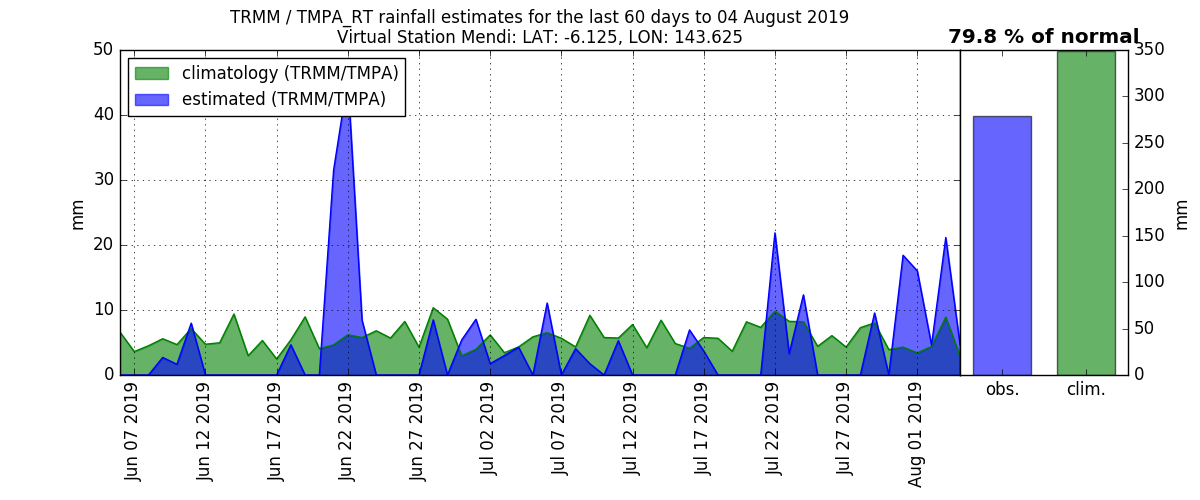 TRMM / TMPA_RT rainfall estimates for the last 60 days to 04 August 2019
Virtual Station Mendi: LAT: -6.125, LON: 143.625
79.8 % of normal
climatology (TRMM/TMPA)
estimated (TRMM/TMPA)
50
40
30
20
10
0
mm
Jun 07 2019
Jun 12 2019
Jun 17 2019
Jun 22 2019
Jun 27 2019
Jul 02 2019
Jul 07 2019
Jul 12 2019
Jul 17 2019
Jul 22 2019
Jul 27 2019
Aug 01 2019
350
300
250
200
150
100
50
0
mm
obs.
clim.